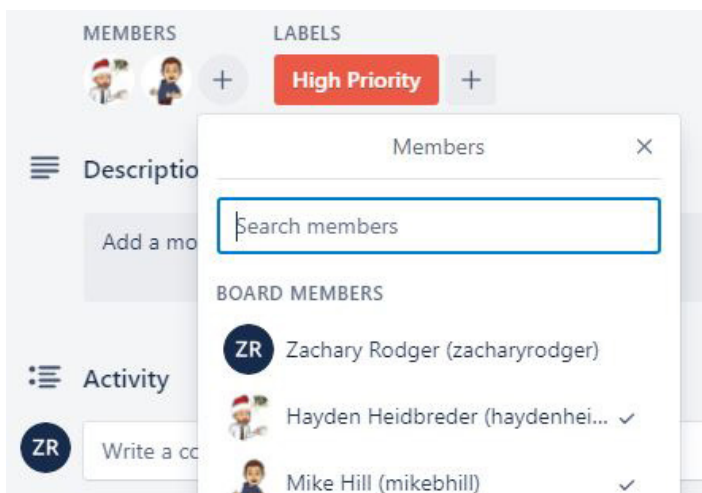 MEMBERS
LABELS
+
High Priority
+
Members
×
Descriptio
Search members
Add a mo
BOARD MEMBERS
ZR
Zachary Rodger (zacharyrodger)
Activity
Hayden Heidbreder (haydenhei...
ZR
Write a co
Mike Hill (mikebhill)